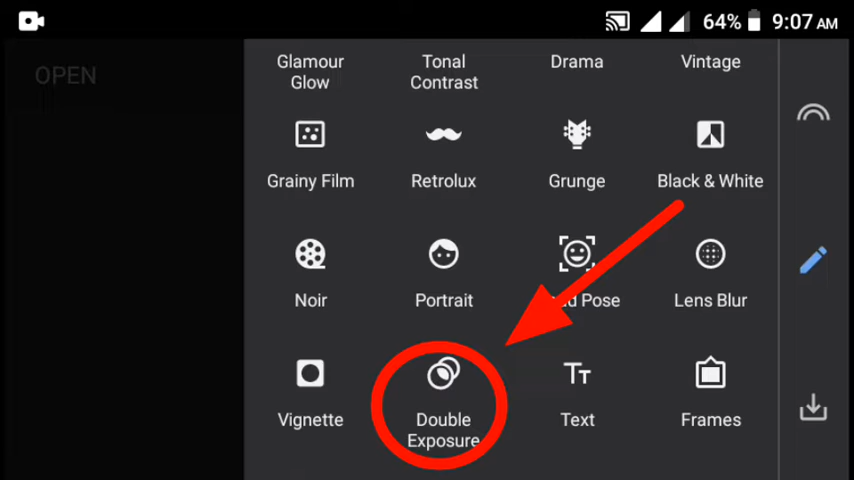 64% 9:07 AM
OPEN
Glamour
Glow
Tonal
Contrast
Drama
Vintage
Grainy Film
Retrolux
Grunge
Black & White
Noir
Portrait
Pose
Lens Blur
Vignette
Double
Exposure
Text
Frames